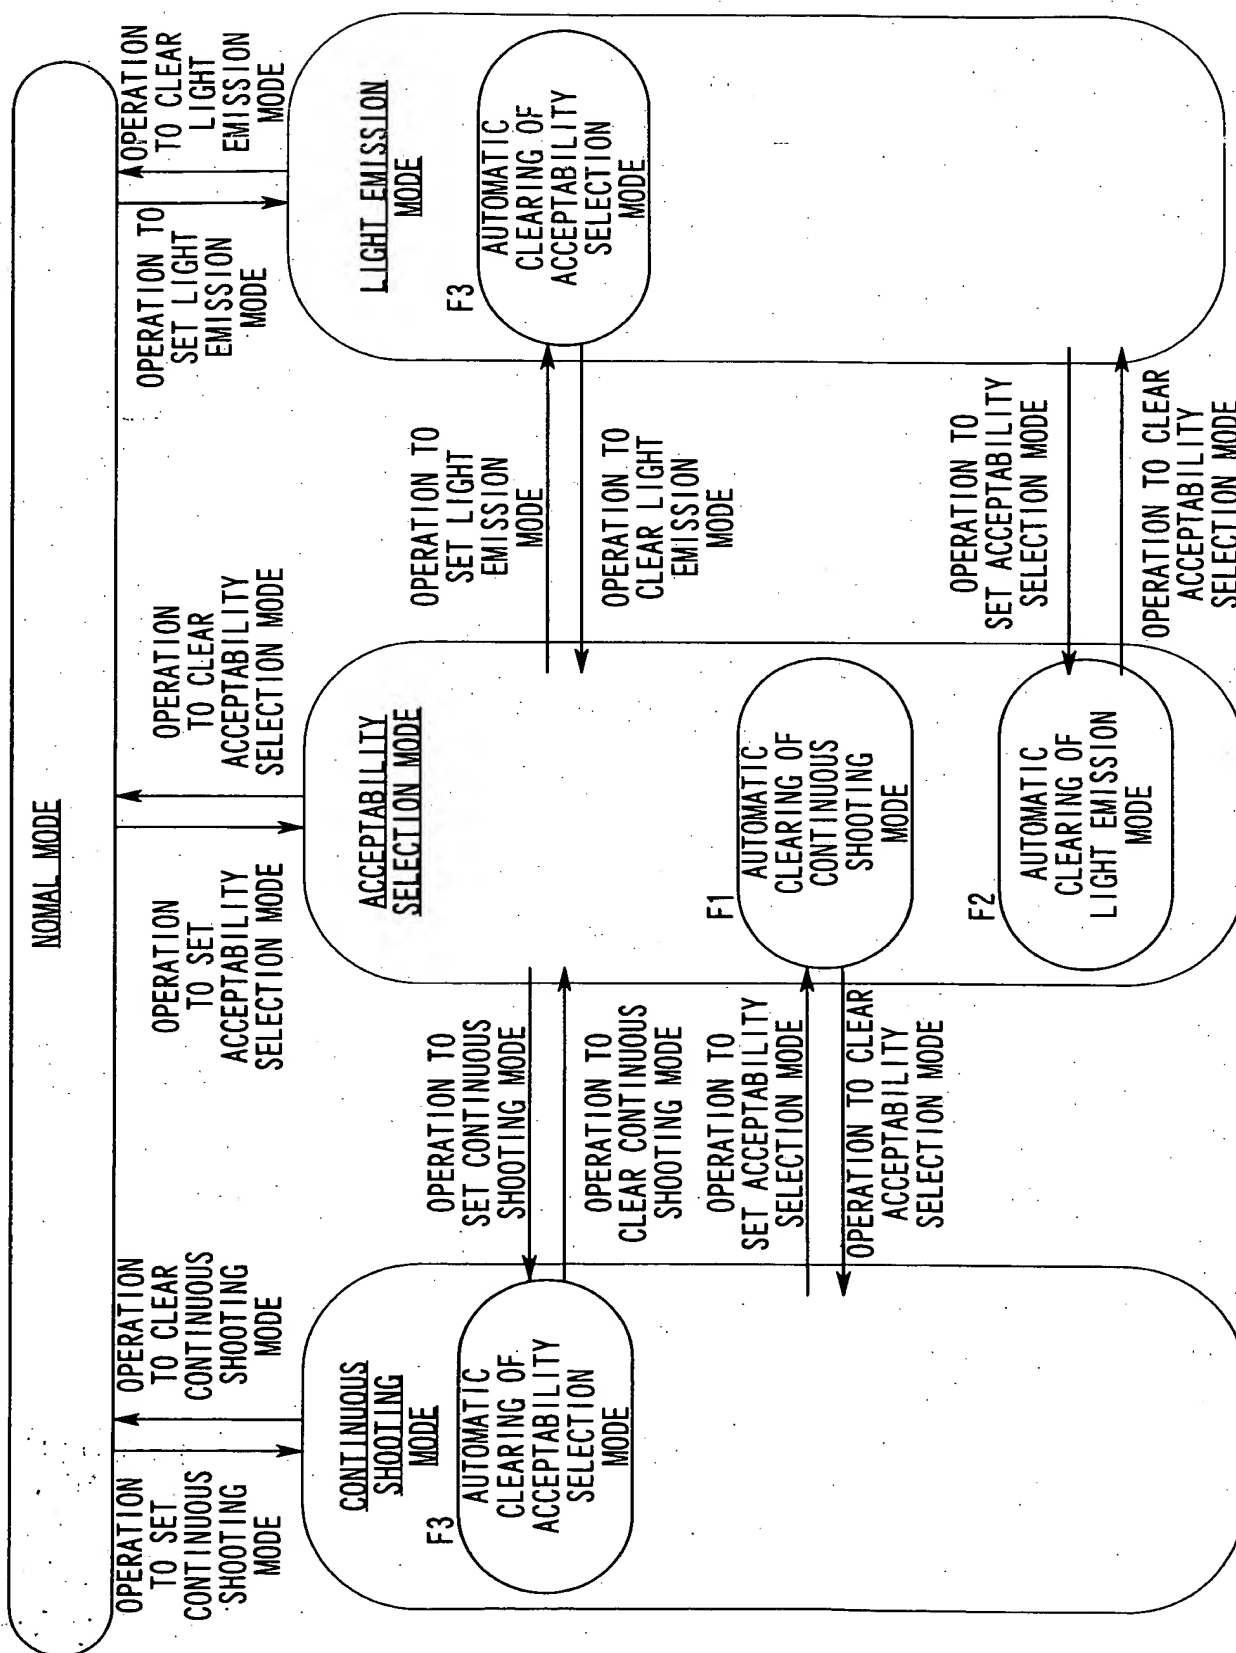 NOMAL MODE
OPERATION
TO SET
CONTINUOUS
SHOOTING
MODE
OPERATION
TO CLEAR
CONTINUOUS
SHOOTING
MODE
OPERATION
TO SET
ACCEPTABILITY
SELECTION MODE
OPERATION
TO CLEAR
ACCEPTABILITY
SELECTION MODE
OPERATION TO
SET LIGHT
EMISSION
MODE
OPERATION
TO CLEAR
LIGHT
EMISSION
MODE
CONTINUOUS
SHOOTING
MODE
F3
AUTOMATIC
CLEARING OF
ACCEPTABILITY
SELECTION
MODE
OPERATION TO
SET CONTINUOUS
SHOOTING MODE
OPERATION TO
CLEAR CONTINUOUS
SHOOTING MODE
OPERATION TO
SET ACCEPTABILITY
SELECTION MODE
OPERATION TO CLEAR
ACCEPTABILITY
SELECTION MODE
ACCEPTABILITY
SELECTION MODE
F1
AUTOMATIC
CLEARING OF
CONTINUOUS
SHOOTING
MODE
F2
AUTOMATIC
CLEARING OF
LIGHT EMISSION
MODE
OPERATION TO
SET LIGHT
EMISSION
MODE
OPERATION TO
CLEAR LIGHT
EMISSION
MODE
OPERATION TO
SET ACCEPTABILITY
SELECTION MODE
OPERATION TO CLEAR
ACCEPTABILITY
SELECTION MODE
LIGHT EMISSION
MODE
F3
AUTOMATIC
CLEARING OF
ACCEPTABILITY
SELECTION
MODE